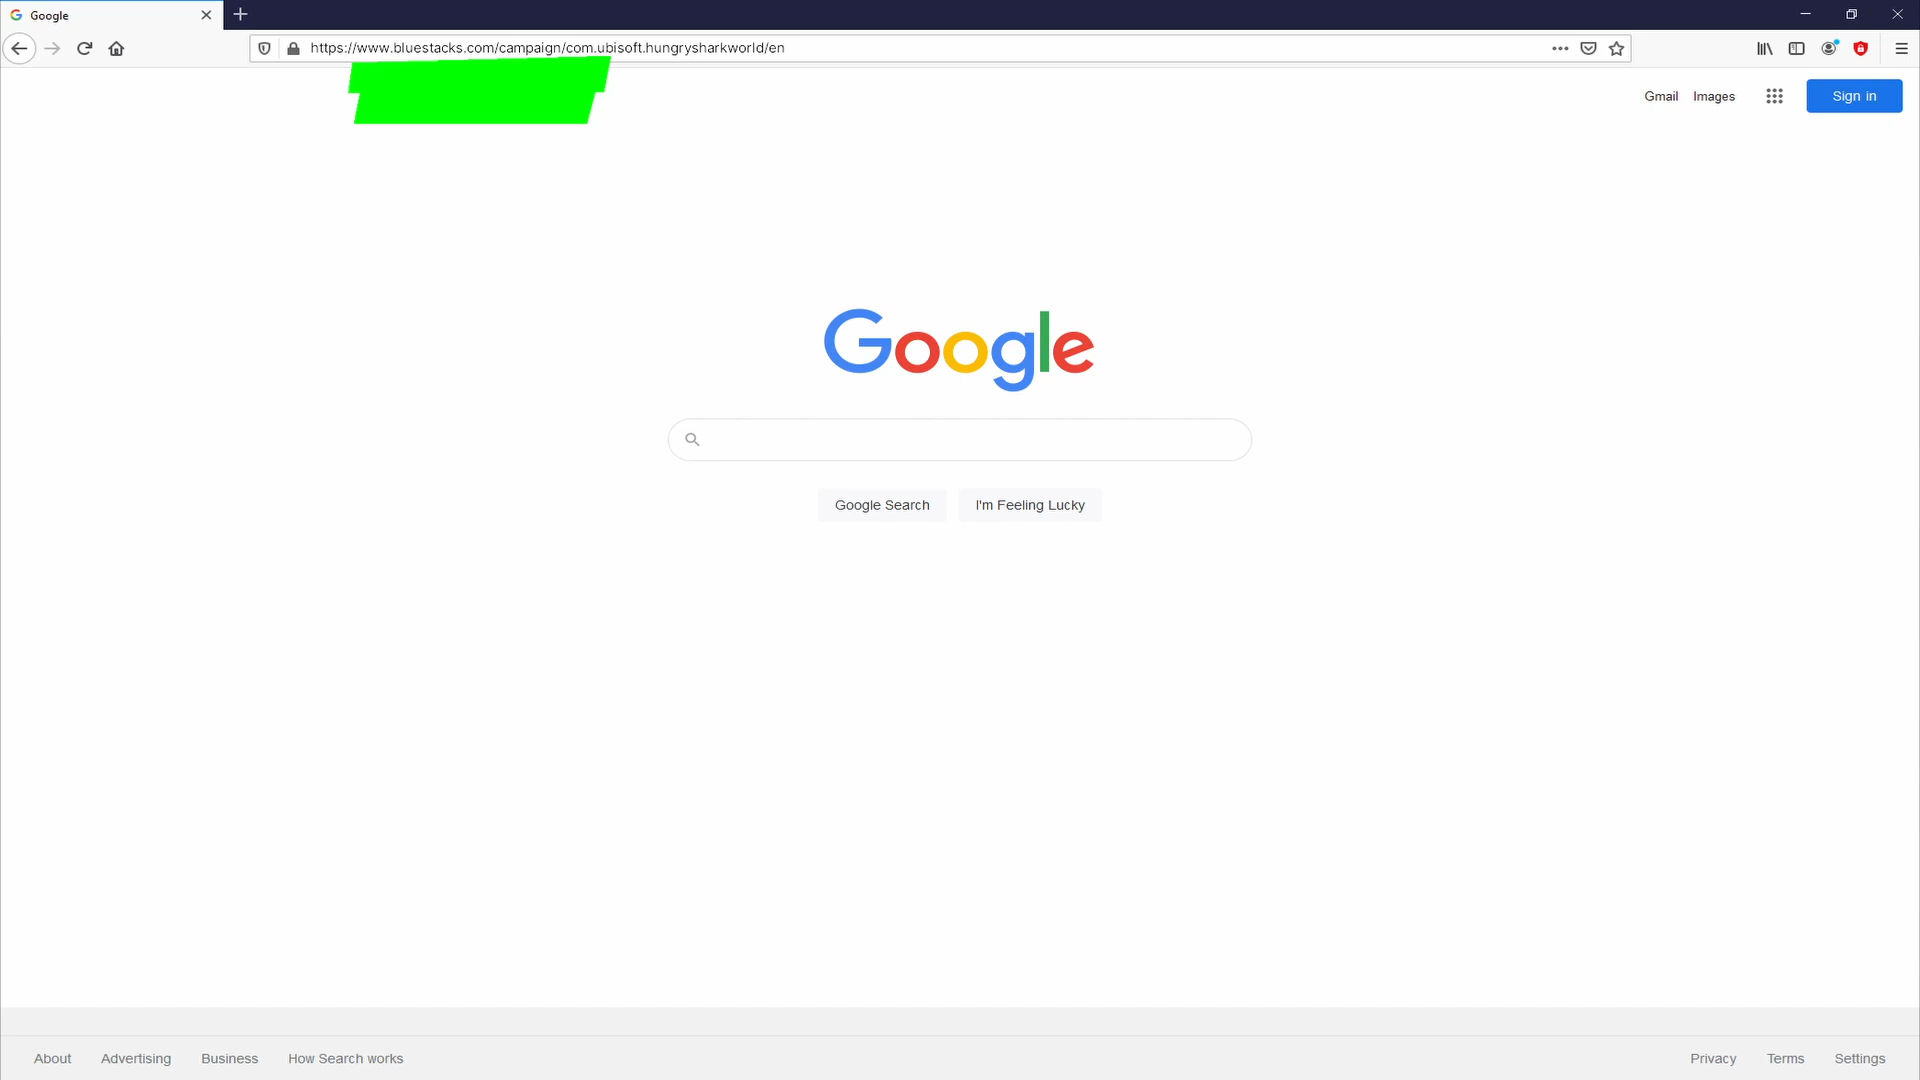 Google
https://www.bluestacks.com/campaign/com.ubisoft.hungrysharkworld/en
Gmail Images Sign in
Google
Google Search I'm Feeling Lucky
About Advertising Business How Search works Privacy Terms Settings